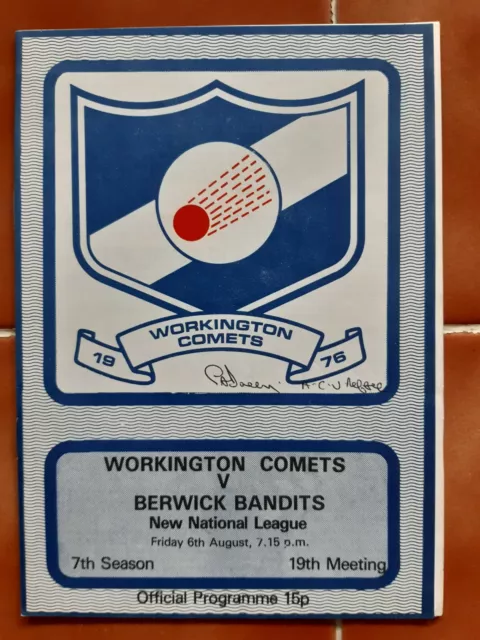 WORKINGTON
COMETS
19 76
A-C-U Referee
WORKINGTON COMETS
V
BERWICK BANDITS
New National League
Friday 6th August, 7.15 p.m.
7th Season 19th Meeting
Official Programme 15p